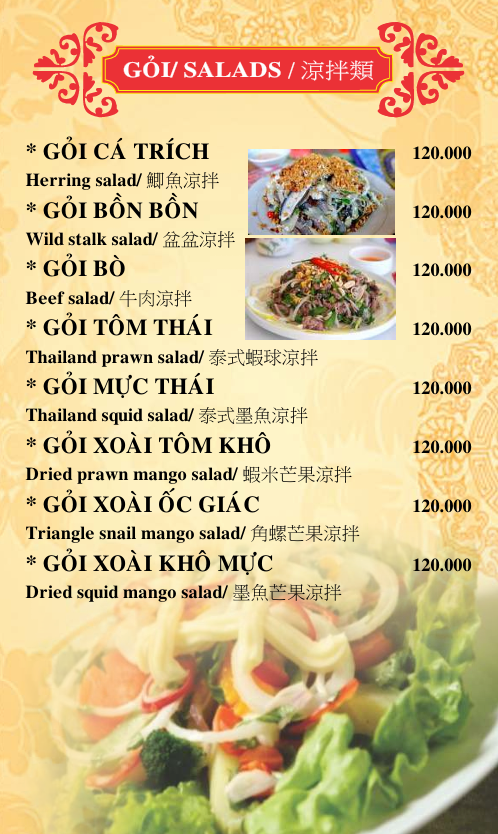 GỎI/ SALADS / 涼拌類
* GỎI CÁ TRÍCH 120.000
Herring salad/ 鯽魚涼拌
* GỎI BỒN BỒN 120.000
Wild stalk salad/ 盆盆涼拌
* GỎI BÒ 120.000
Beef salad/ 牛肉涼拌
* GỎI TÔM THÁI 120.000
Thailand prawn salad/ 泰式蝦球涼拌
* GỎI MỰC THÁI 120.000
Thailand squid salad/ 泰式墨魚涼拌
* GỎI XOÀI TÔM KHÔ 120.000
Dried prawn mango salad/ 蝦米芒果涼拌
* GỎI XOÀI ỐC GIÁC 120.000
Triangle snail mango salad/ 角螺芒果涼拌
* GỎI XOÀI KHÔ MỰC 120.000
Dried squid mango salad/ 墨魚芒果涼拌